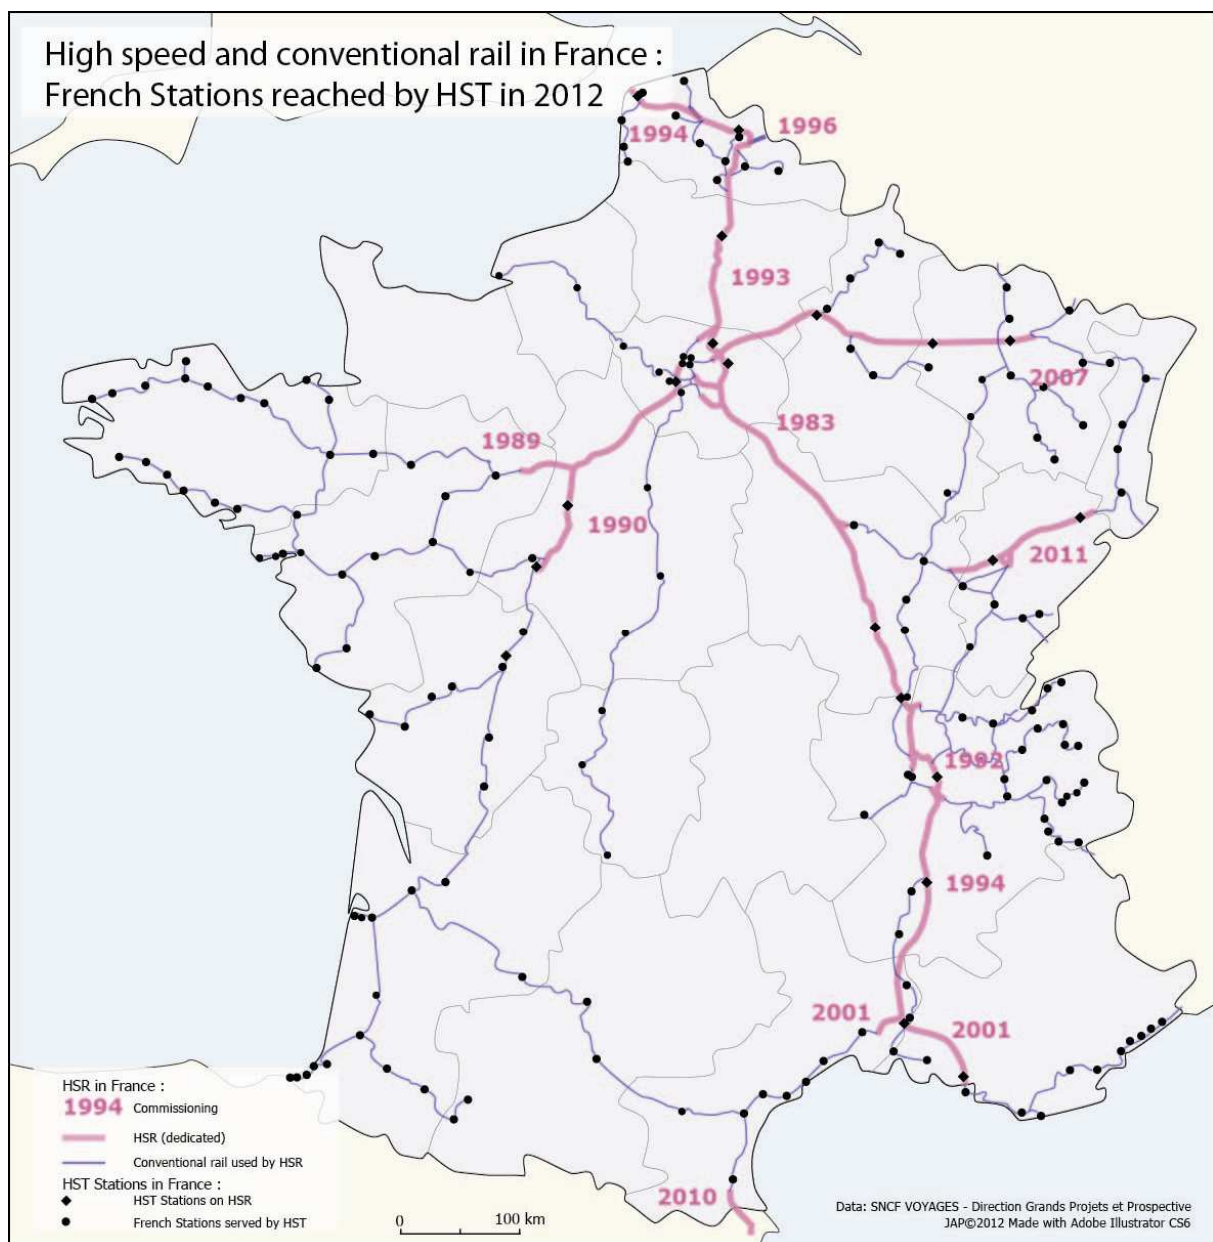 High speed and conventional rail in France :
French Stations reached by HST in 2012
1994
1996
1993
2007
1989
1983
1990
2011
1992
1994
2001
2001
2010
HSR in France :
1994 Commissioning
HSR (dedicated)
Conventional rail used by HSR
HST Stations in France :
HST Stations on HSR
French Stations served by HST
0 100 km
Data: SNCF VOYAGES - Direction Grands Projets et Prospective
JAP©2012 Made with Adobe Illustrator CS6